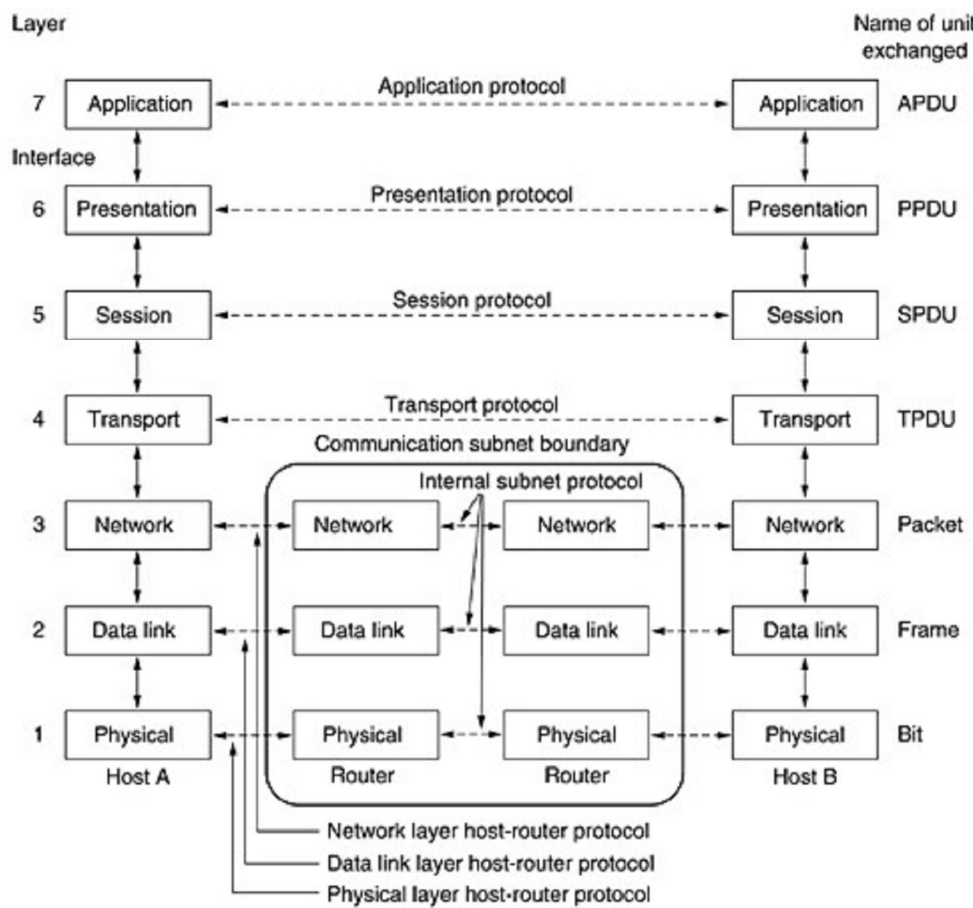 Layer
Name of unit
exchanged
7
Application
Application protocol
Application
APDU
Interface
6
Presentation
Presentation protocol
Presentation
PPDU
5
Session
Session protocol
Session
SPDU
4
Transport
Transport protocol
Transport
TPDU
Communication subnet boundary
Internal subnet protocol
3
Network
Network
Network
Network
Packet
2
Data link
Data link
Data link
Data link
Frame
1
Physical
Physical
Physical
Physical
Bit
Host A
Router
Router
Host B
Network layer host-router protocol
Data link layer host-router protocol
Physical layer host-router protocol